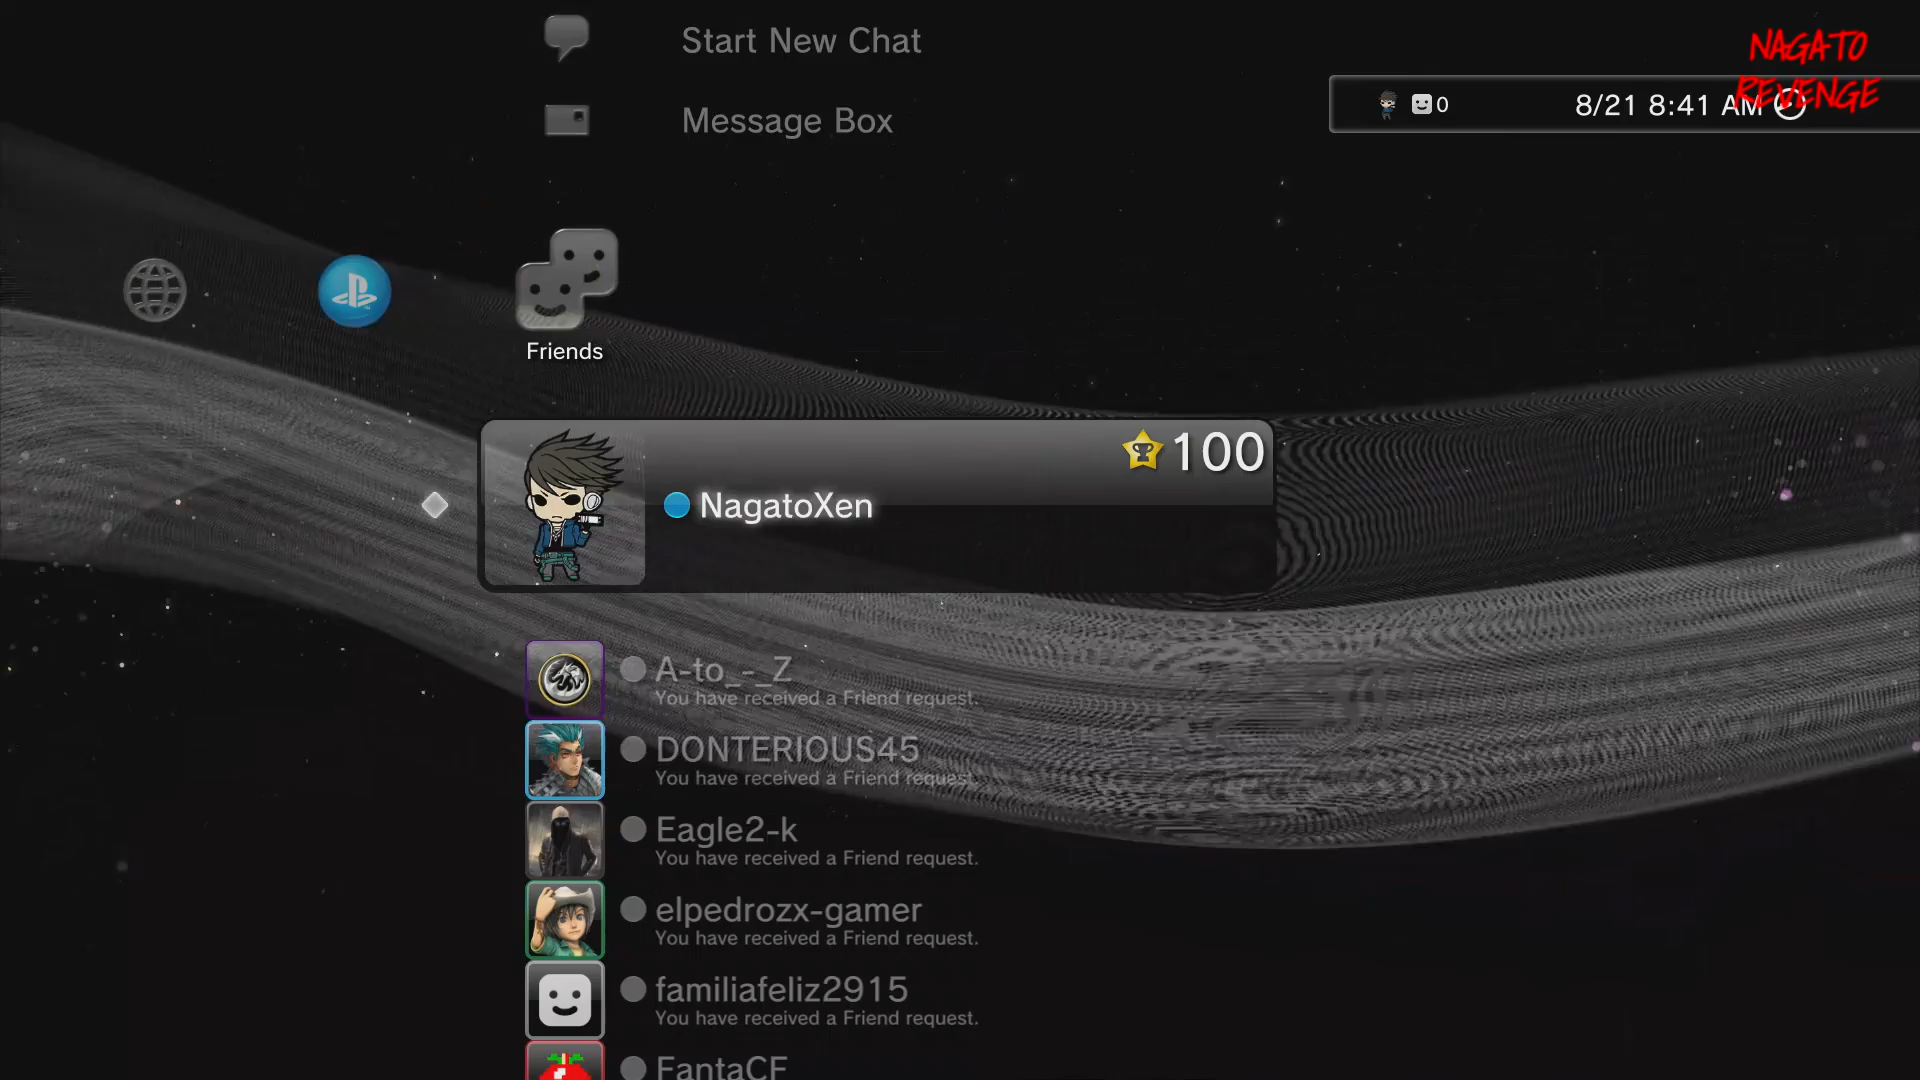 Start New Chat
Message Box
NAGATO
REVENGE
0
8/21 8:41 AM
Friends
100
NagatoXen
A-to_-_Z
You have received a Friend request.
DONTERIOUS45
You have received a Friend request.
Eagle2-k
You have received a Friend request.
elpedrozx-gamer
You have received a Friend request.
familiafeliz2915
You have received a Friend request.
FantaCF